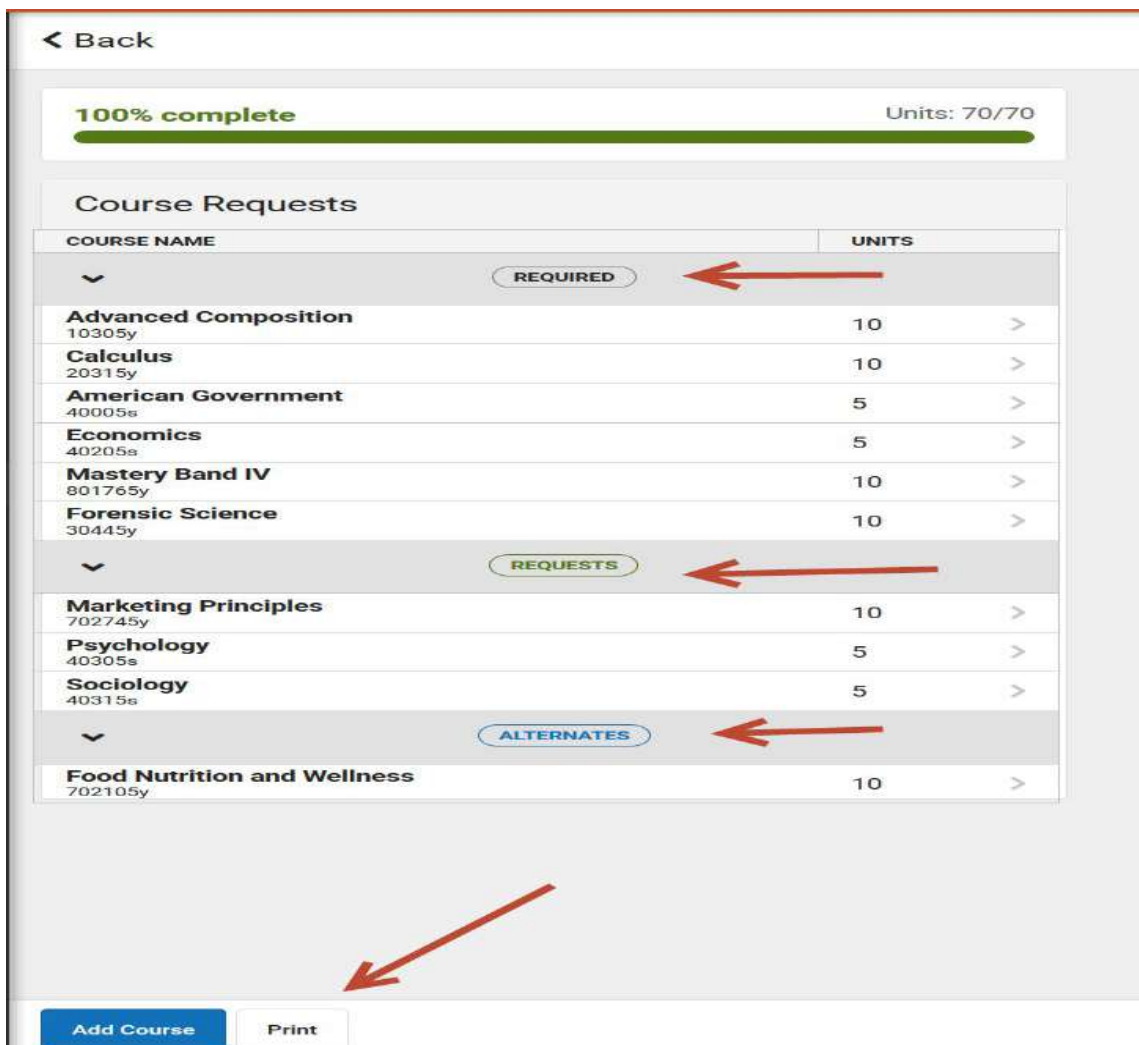 Back
100% complete Units: 70/70
Course Requests
COURSE NAME UNITS
REQUIRED
Advanced Composition
10305y
10
Calculus
20315y
10
American Government
40005s
5
Economics
40205s
5
Mastery Band IV
801765y
10
Forensic Science
30445y
10
REQUESTS
Marketing Principles
702745y
10
Psychology
40305s
5
Sociology
40315s
5
ALTERNATES
Food Nutrition and Wellness
702105y
10
Add Course Print